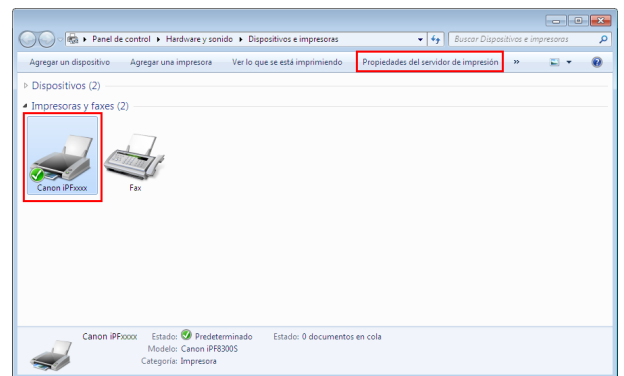 Panel de control ▸ Hardware y sonido ▸ Dispositivos e impresoras
Buscar Dispositivos e impresoras
Agregar un dispositivo Agregar una impresora Ver lo que se está imprimiendo Propiedades del servidor de impresión »
Dispositivos (2)
Impresoras y faxes (2)
Canon iPFxxxx Fax
Canon iPFxxxx Estado: Predeterminado Estado: 0 documentos en cola
Modelo: Canon iPF8300S
Categoría: Impresora